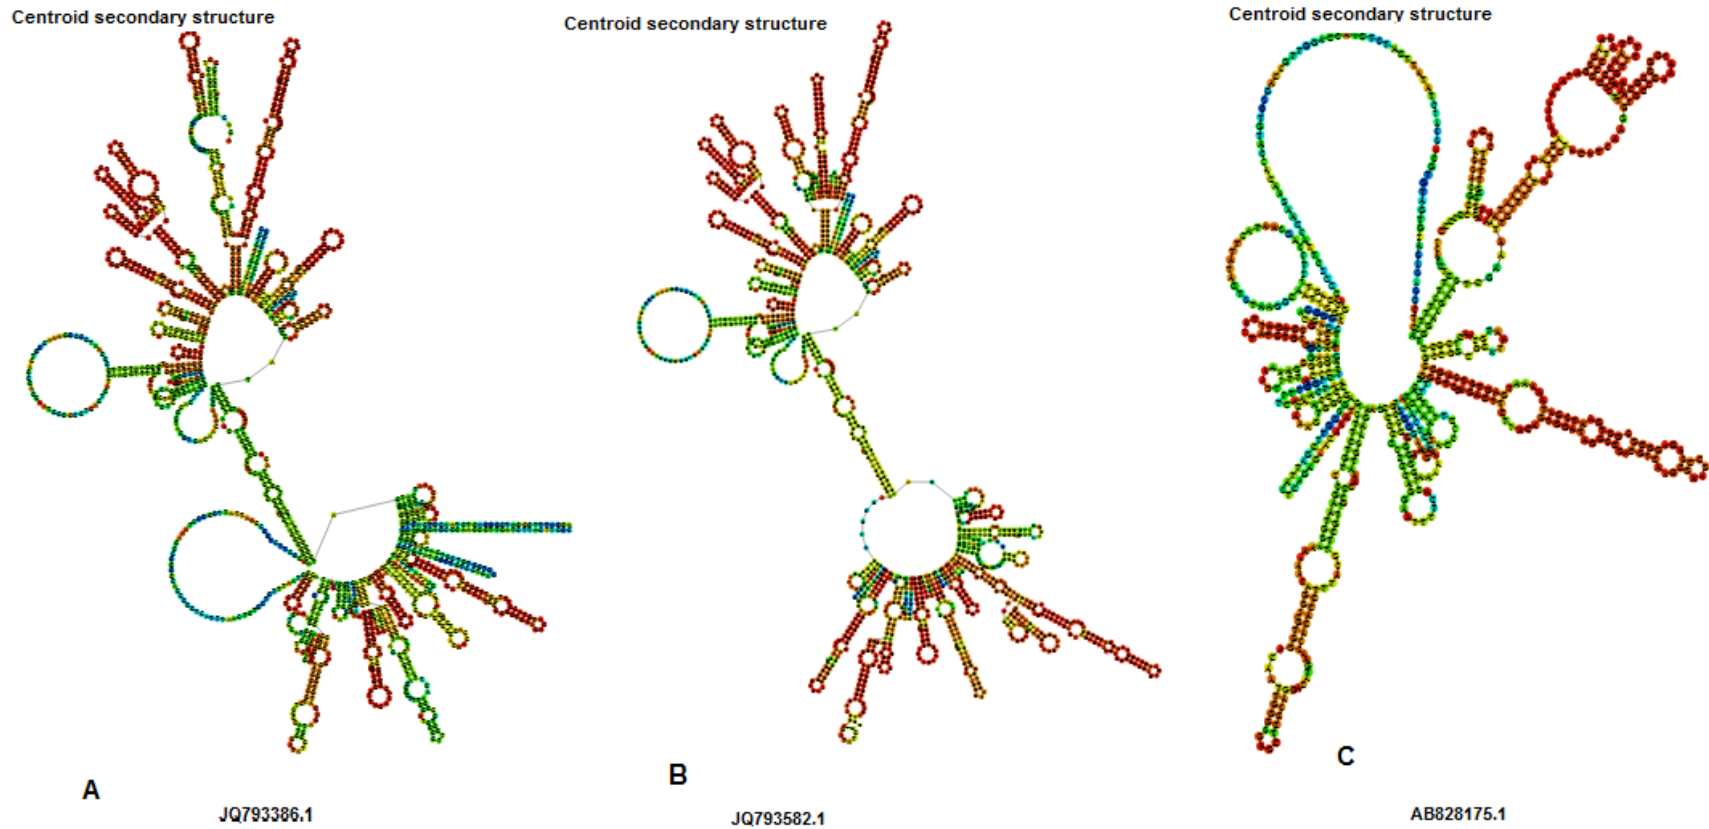 Centroid secondary structure
Centroid secondary structure
Centroid secondary structure
A
B
C
JQ793386.1
JQ793582.1
AB828175.1